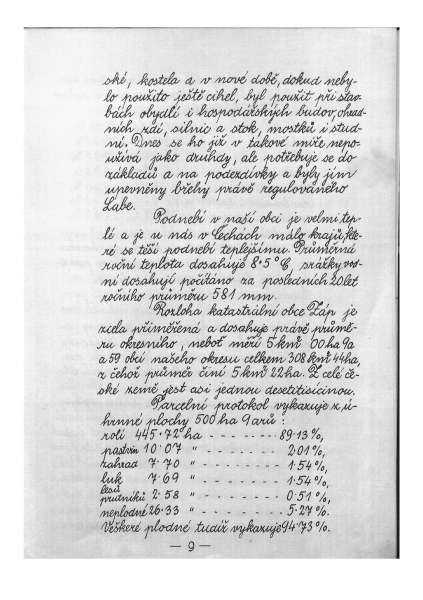 ské, kostela a v nové době, dokud neby-
lo použito ještě cihel, byl použit při stav-
bách obydlí i hospodářských budov, ohrad-
ních zdí, silnic a stok, mostků i stud-
ní. Dnes se ho již v takové míře nepo-
užívá jako druhdy, ale potřebuje se do
základů a na podezdívky a byly jím
upevněny břehy právě regulovaného
Labe.
Podnebí v naší obci je velmi tep-
lé a je u nás v Čechách málo krajů, kte-
ré se těší podnebí teplejšímu. Průměrná
roční teplota dosahuje 8·5°C, srážky vos-
ní dosahují počítáno za posledních 20 let
ročního průměru 581 mm.
Rozloha katastrální obce Záp je
zcela přiměřená a dosahuje právě průmě-
ru okresního, neboť měří 5 km² 00 ha 9a
a 59 obcí našeho okresu celkem 308 km² 44 ha,
z čehož průměr činí 5 km² 22 ha. Z celé če-
ské země jest asi jednou desetitisícinou.
Parcelní protokol vykazuje z ú-
hrnné plochy 500 ha 9 arů :
rolí 445.72 ha - - - - - - - 89·13 %,
pastvin 10·07 " - - - - - - - 2·01 %,
zahrad 7·70 " - - - - - - - 1·54 %,
luk 7·69 " - - - - - - - 1·54 %,
lesů
prutníků 2·58 " - - - - - - - 0·51 %,
neplodné 26·33 " - - - - - - - 5·27 %.
Veškeré plodné tudíž vykazuje 94·73 %.
— 9 —